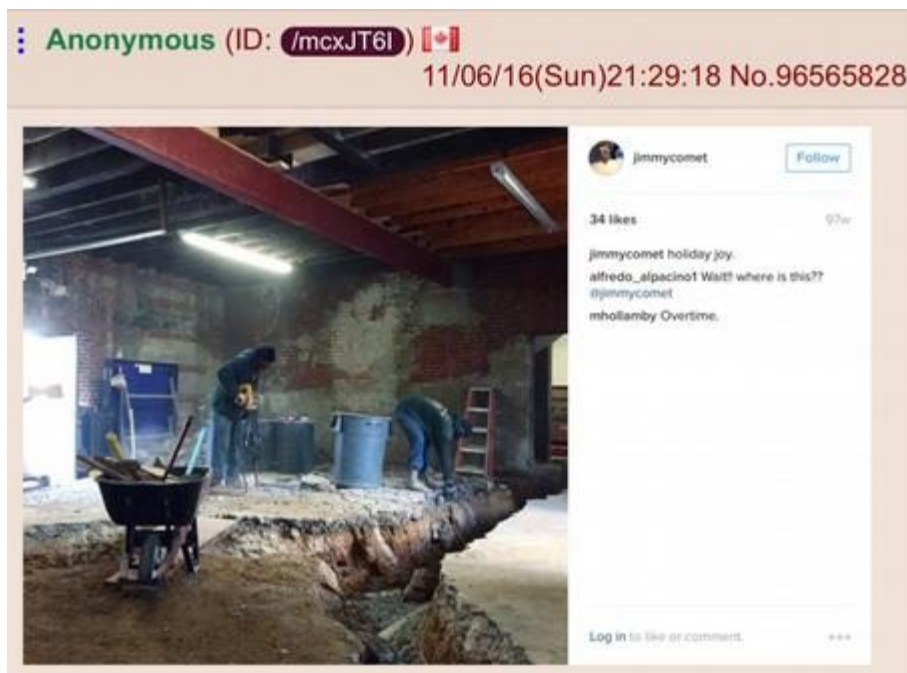 Anonymous (ID: /mcxJT6I)
11/06/16(Sun)21:29:18 No.96565828
jimmycomet Follow
34 likes 97w
jimmycomet holiday joy.
alfredo_alpacino1 Wait!! where is this??
@jimmycomet
mhollamby Overtime.
Log in to like or comment.